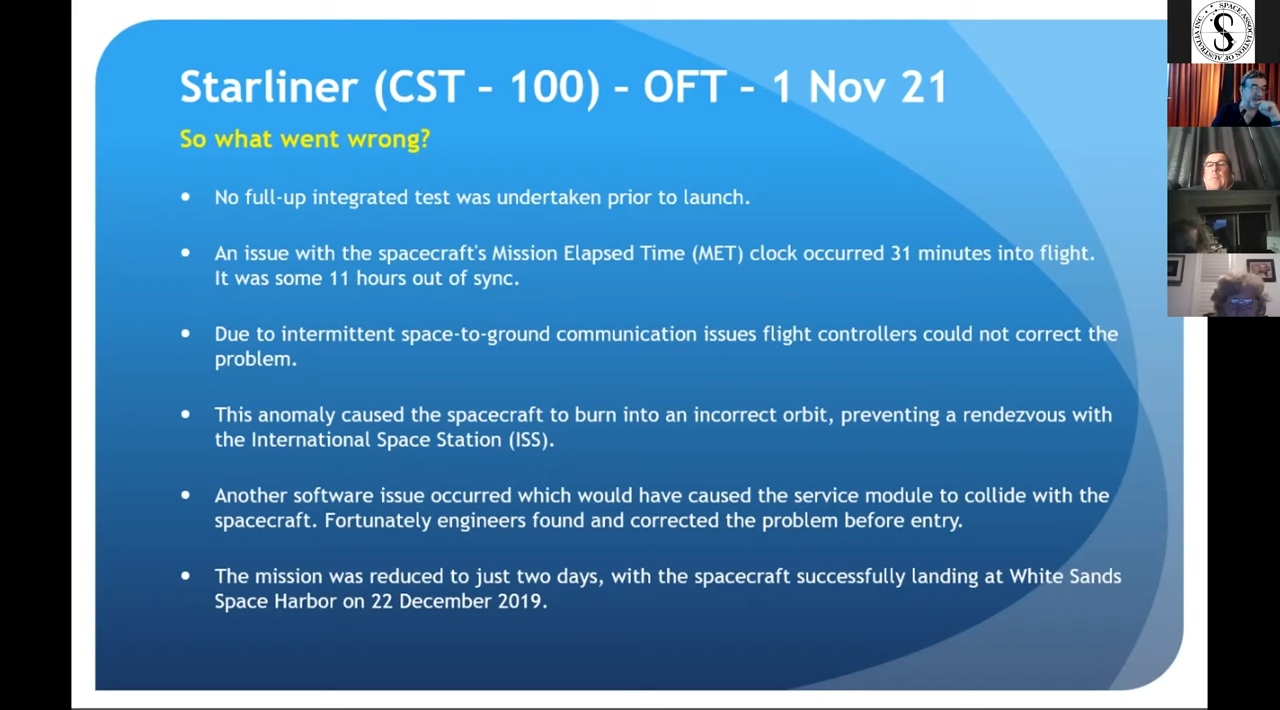 Starliner (CST – 100) – OFT – 1 Nov 21
So what went wrong?
• No full-up integrated test was undertaken prior to launch.
• An issue with the spacecraft's Mission Elapsed Time (MET) clock occurred 31 minutes into flight.
It was some 11 hours out of sync.
• Due to intermittent space-to-ground communication issues flight controllers could not correct the
problem.
• This anomaly caused the spacecraft to burn into an incorrect orbit, preventing a rendezvous with
the International Space Station (ISS).
• Another software issue occurred which would have caused the service module to collide with the
spacecraft. Fortunately engineers found and corrected the problem before entry.
• The mission was reduced to just two days, with the spacecraft successfully landing at White Sands
Space Harbor on 22 December 2019.
SPACE ASSOCIATION OF AUSTRALIA INC
S